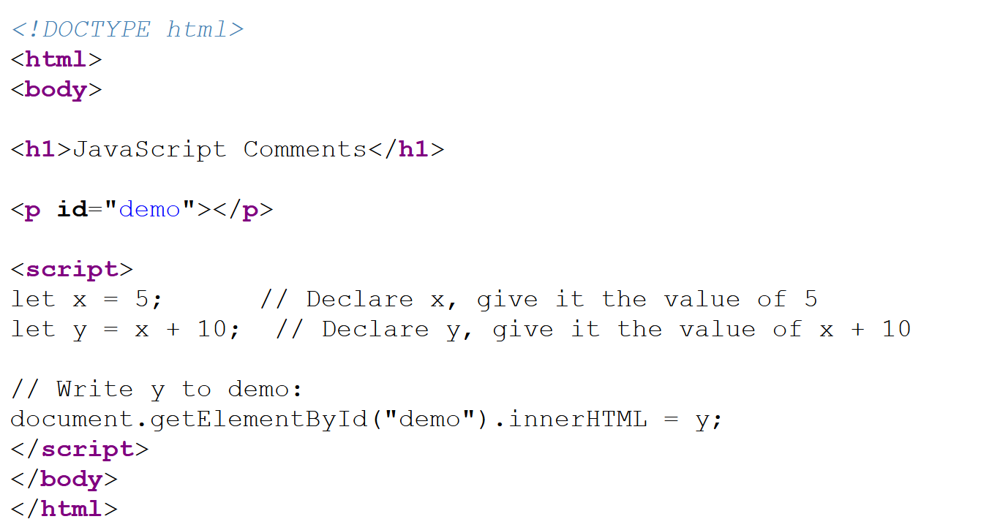 <!DOCTYPE html>
<html>
<body>
<h1>JavaScript Comments</h1>
<p id="demo"></p>
<script>
let x = 5;      // Declare x, give it the value of 5
let y = x + 10;  // Declare y, give it the value of x + 10
// Write y to demo:
document.getElementById("demo").innerHTML = y;
</script>
</body>
</html>